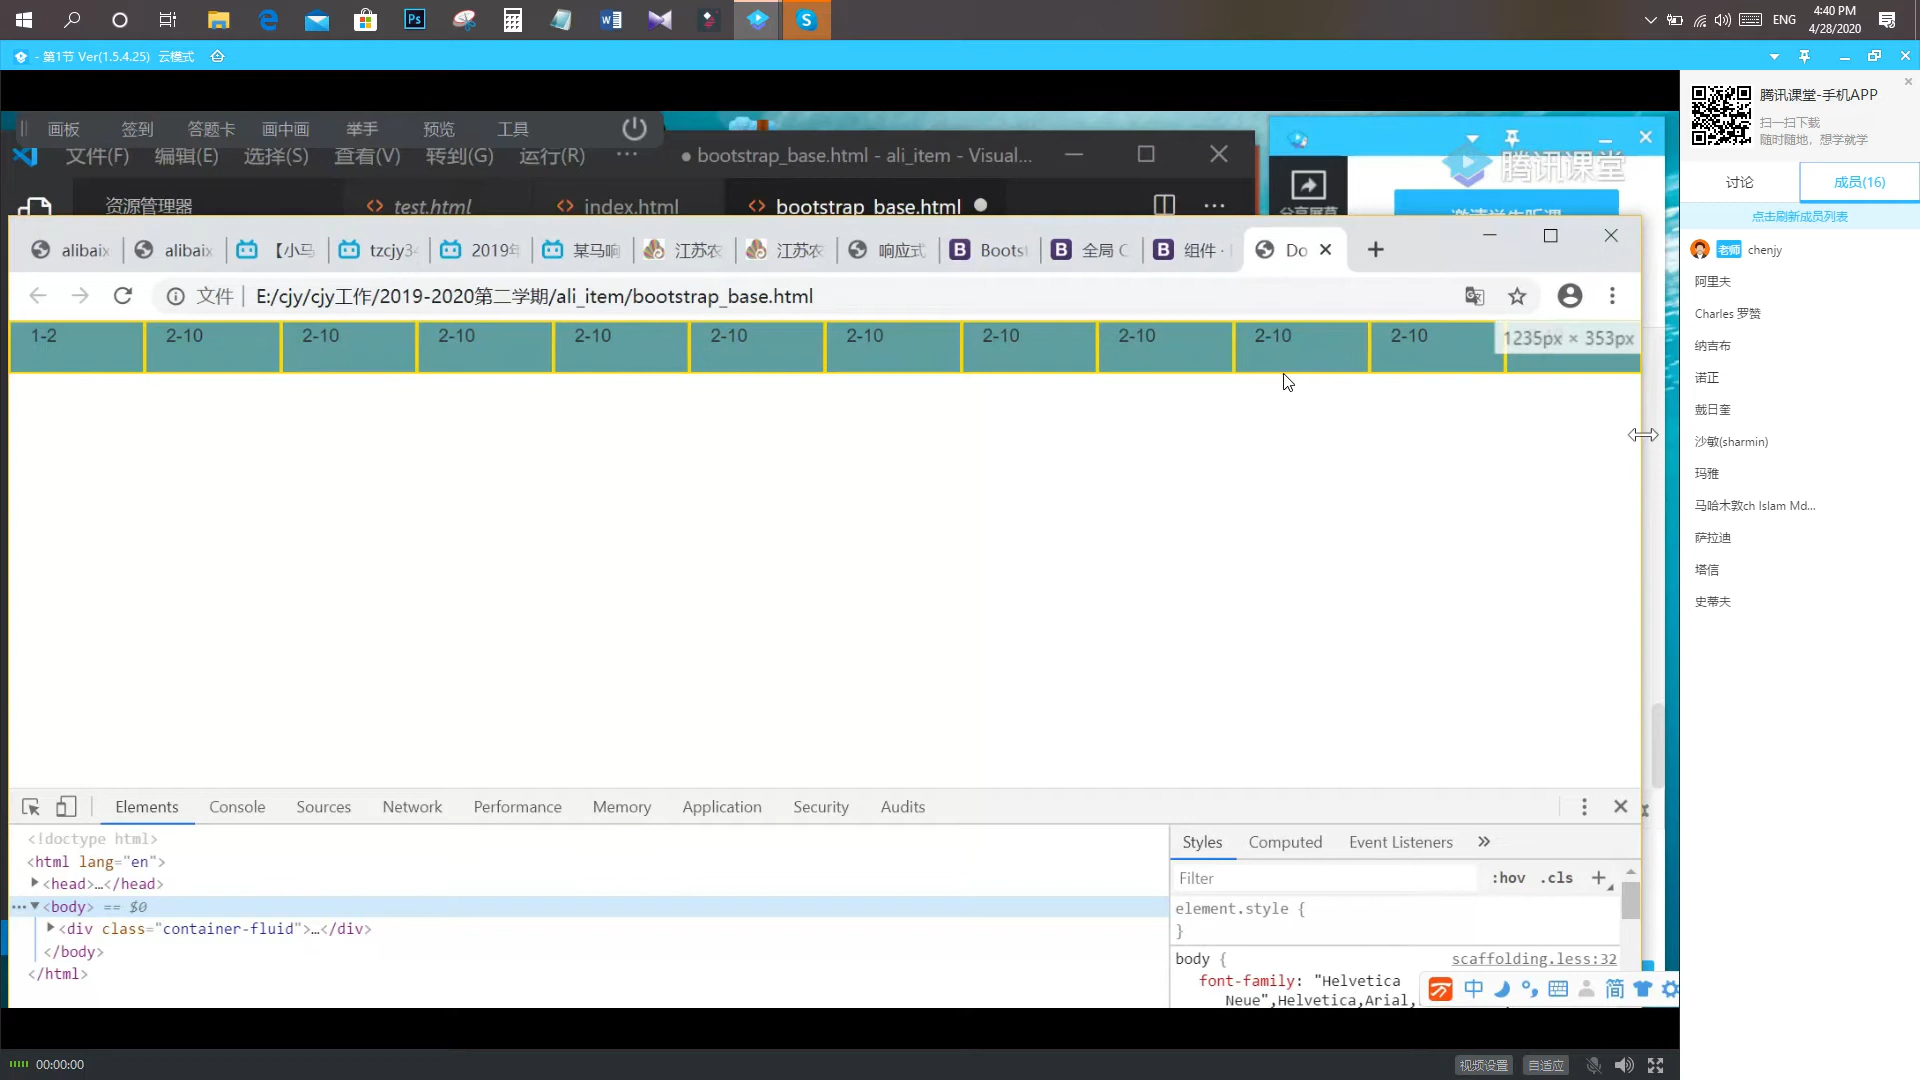 ENG
4:40 PM
4/28/2020
- 第1节 Ver(1.5.4.25) 云模式
画板 签到 答题卡 画中画 举手 预览 工具
文件(F) 编辑(E) 选择(S) 查看(V) 转到(G) 运行(R) ··· ● bootstrap_base.html - ali_item - Visual...
腾讯课堂
资源管理器 test.html index.html bootstrap_base.html
alibaix alibaix 【小马 tzcjy34 2019年 某马响 江苏农 江苏农 响应式 Boots 全局 C 组件 · Do
文件 E:/cjy/cjy工作/2019-2020第二学期/ali_item/bootstrap_base.html
1-2 2-10 2-10 2-10 2-10 2-10 2-10 2-10 2-10 2-10 2-10
1235px × 353px
Elements Console Sources Network Performance Memory Application Security Audits
<!doctype html>
<html lang="en">
<head>…</head>
<body> == $0
<div class="container-fluid">…</div>
</body>
</html>
Styles Computed Event Listeners »
Filter :hov .cls +
element.style {
}
body { scaffolding.less:32
font-family: "Helvetica
Neue",Helvetica,Arial,
中 简
腾讯课堂-手机APP
扫一扫下载
随时随地，想学就学
讨论 成员(16)
点击刷新成员列表
老师 chenjy
阿里夫
Charles 罗赞
纳吉布
诺正
戴日奎
沙敏(sharmin)
玛雅
马哈木敦ch Islam Md...
萨拉迪
塔信
史蒂夫
00:00:00
视频设置 自适应